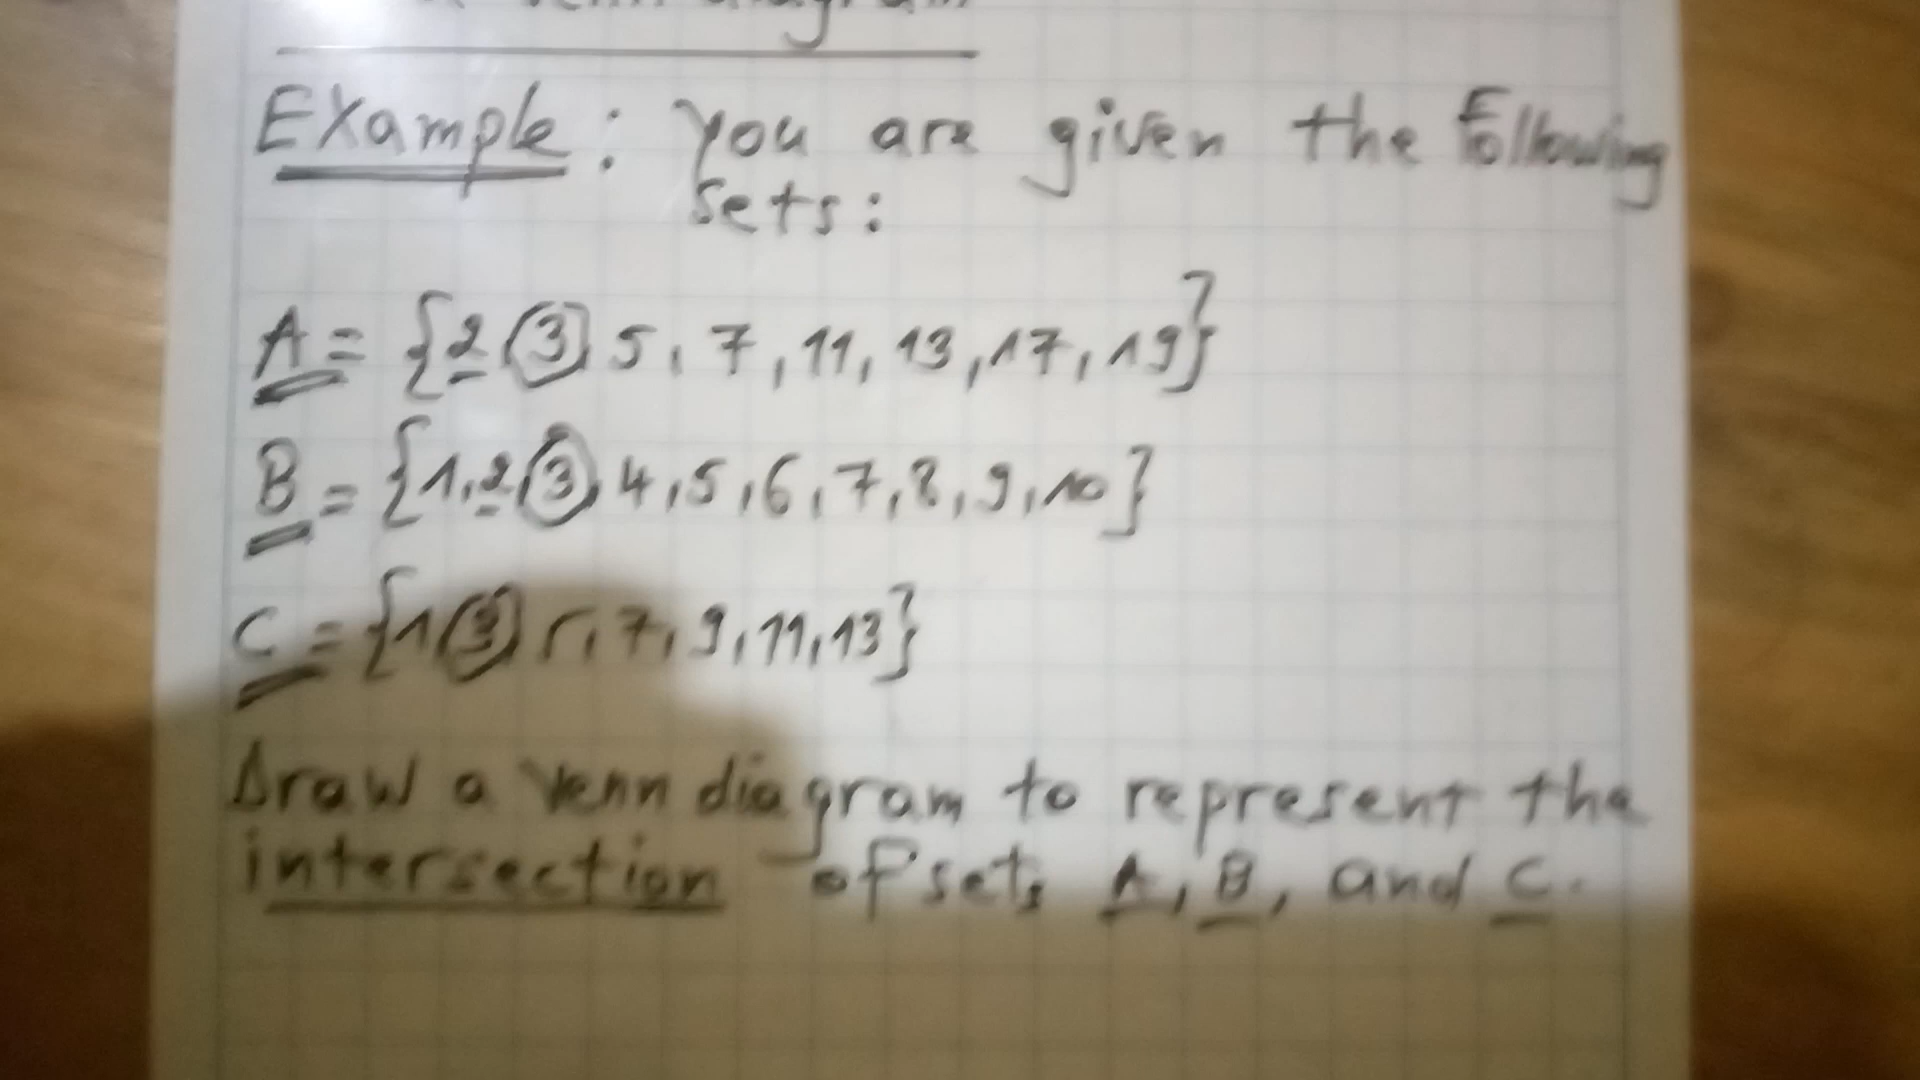 venn diagram
Example: you are given the following
sets:
A = {2, 3, 5, 7, 11, 13, 17, 19}
B = {1, 2, 3, 4, 5, 6, 7, 8, 9, 10}
C = {1, 3, 5, 7, 9, 11, 13}
Draw a venn diagram to represent the
intersection of sets A, B, and C.